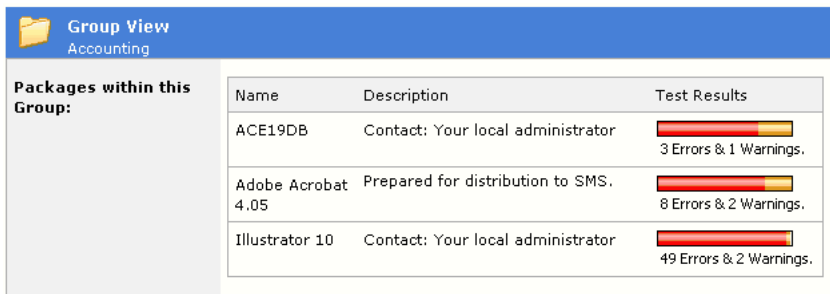 Group View
Accounting
Packages within this
Group:
Name Description Test Results
ACE19DB Contact: Your local administrator
3 Errors & 1 Warnings.
Adobe Acrobat Prepared for distribution to SMS.
4.05
8 Errors & 2 Warnings.
Illustrator 10 Contact: Your local administrator
49 Errors & 2 Warnings.